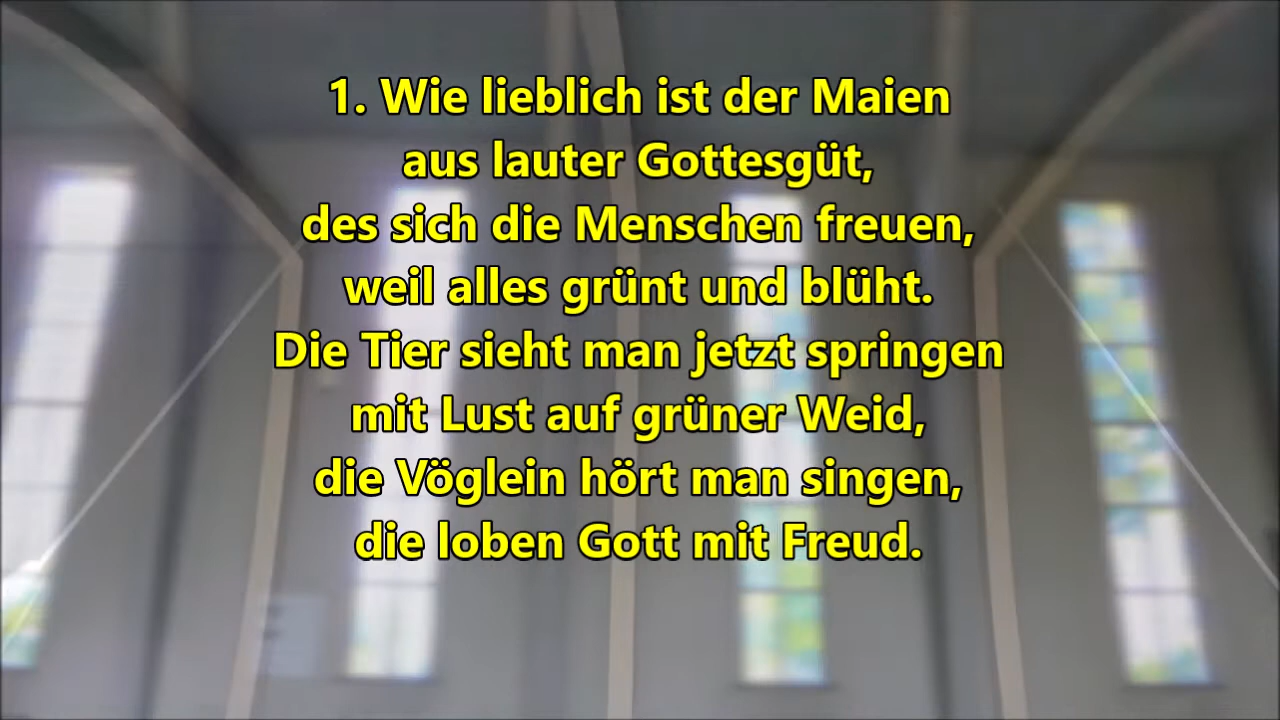 1. Wie lieblich ist der Maien
aus lauter Gottesgüt,
des sich die Menschen freuen,
weil alles grünt und blüht.
Die Tier sieht man jetzt springen
mit Lust auf grüner Weid,
die Vöglein hört man singen,
die loben Gott mit Freud.